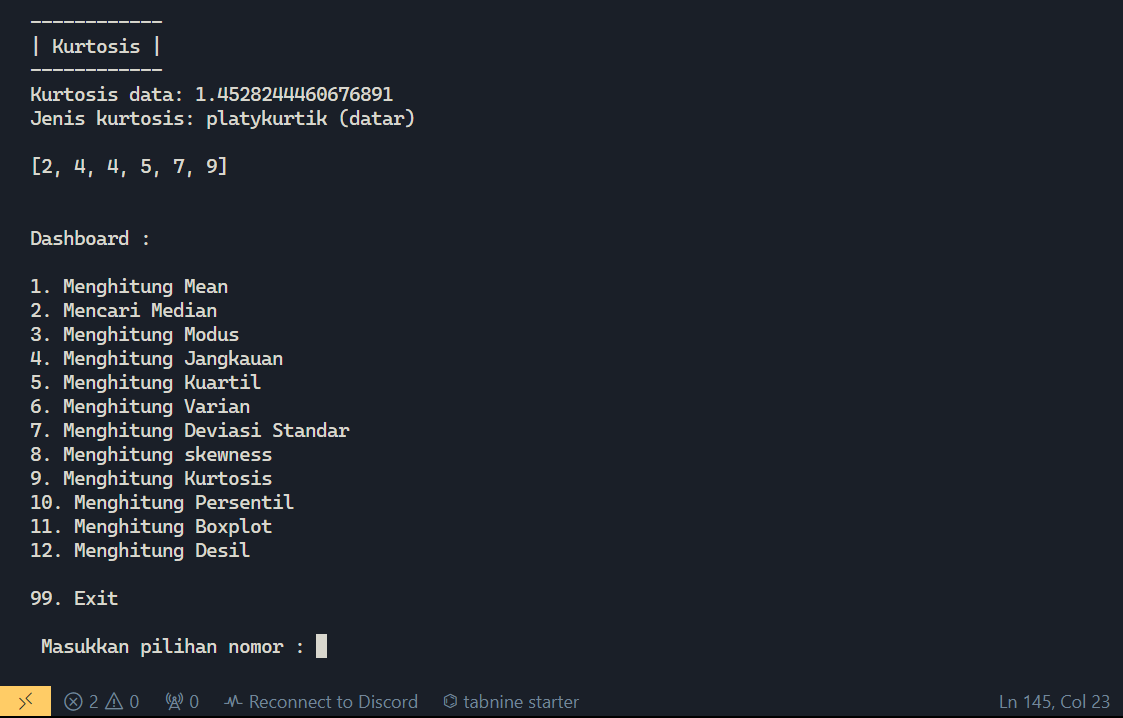 ------------
| Kurtosis |
------------
Kurtosis data: 1.4528244460676891
Jenis kurtosis: platykurtik (datar)
[2, 4, 4, 5, 7, 9]
Dashboard :
1. Menghitung Mean
2. Mencari Median
3. Menghitung Modus
4. Menghitung Jangkauan
5. Menghitung Kuartil
6. Menghitung Varian
7. Menghitung Deviasi Standar
8. Menghitung skewness
9. Menghitung Kurtosis
10. Menghitung Persentil
11. Menghitung Boxplot
12. Menghitung Desil
99. Exit
Masukkan pilihan nomor :
2 0 0 Reconnect to Discord tabnine starter Ln 145, Col 23